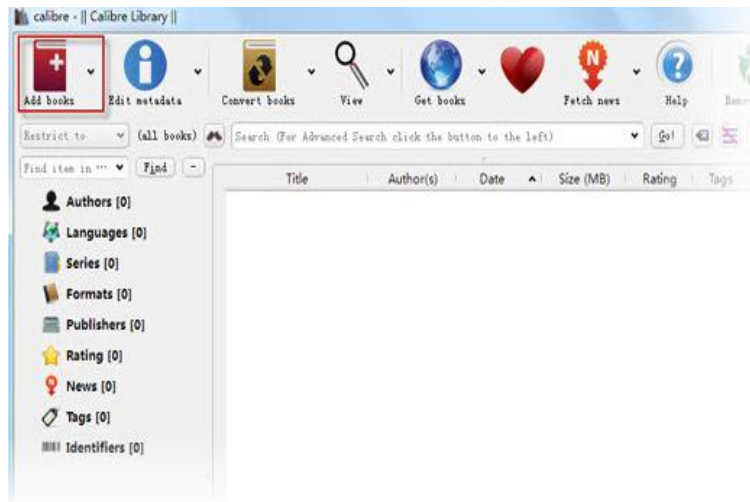 calibre - || Calibre Library ||
N
Add books Edit metadata Convert books View Get books Fetch news Help
Restrict to (all books) Search (For Advanced Search click the button to the left) Go!
Find item in ... Find -
Title Author(s) Date Size (MB) Rating Tags
Authors [0]
Languages [0]
Series [0]
Formats [0]
Publishers [0]
Rating [0]
News [0]
Tags [0]
Identifiers [0]